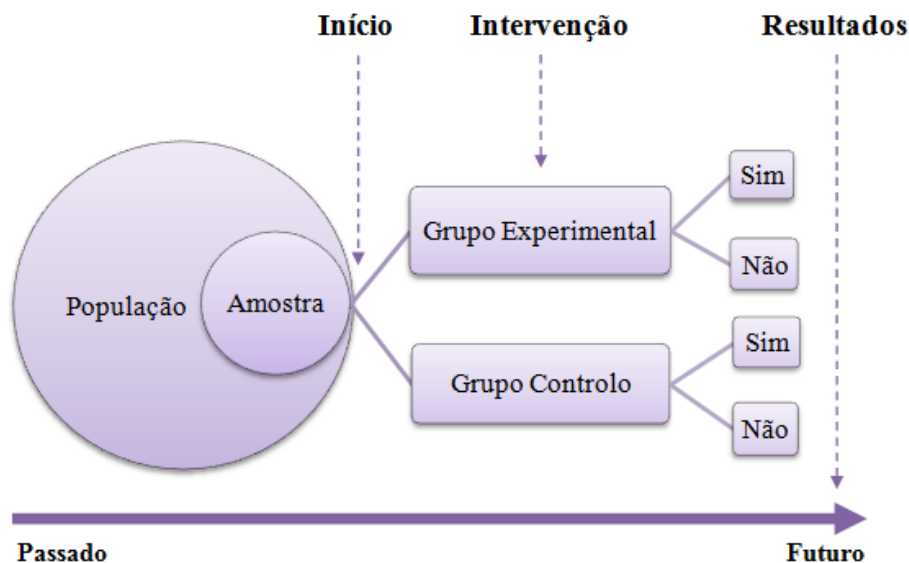 Início Intervenção Resultados
População Amostra
Grupo Experimental
Sim
Não
Grupo Controlo
Sim
Não
Passado Futuro